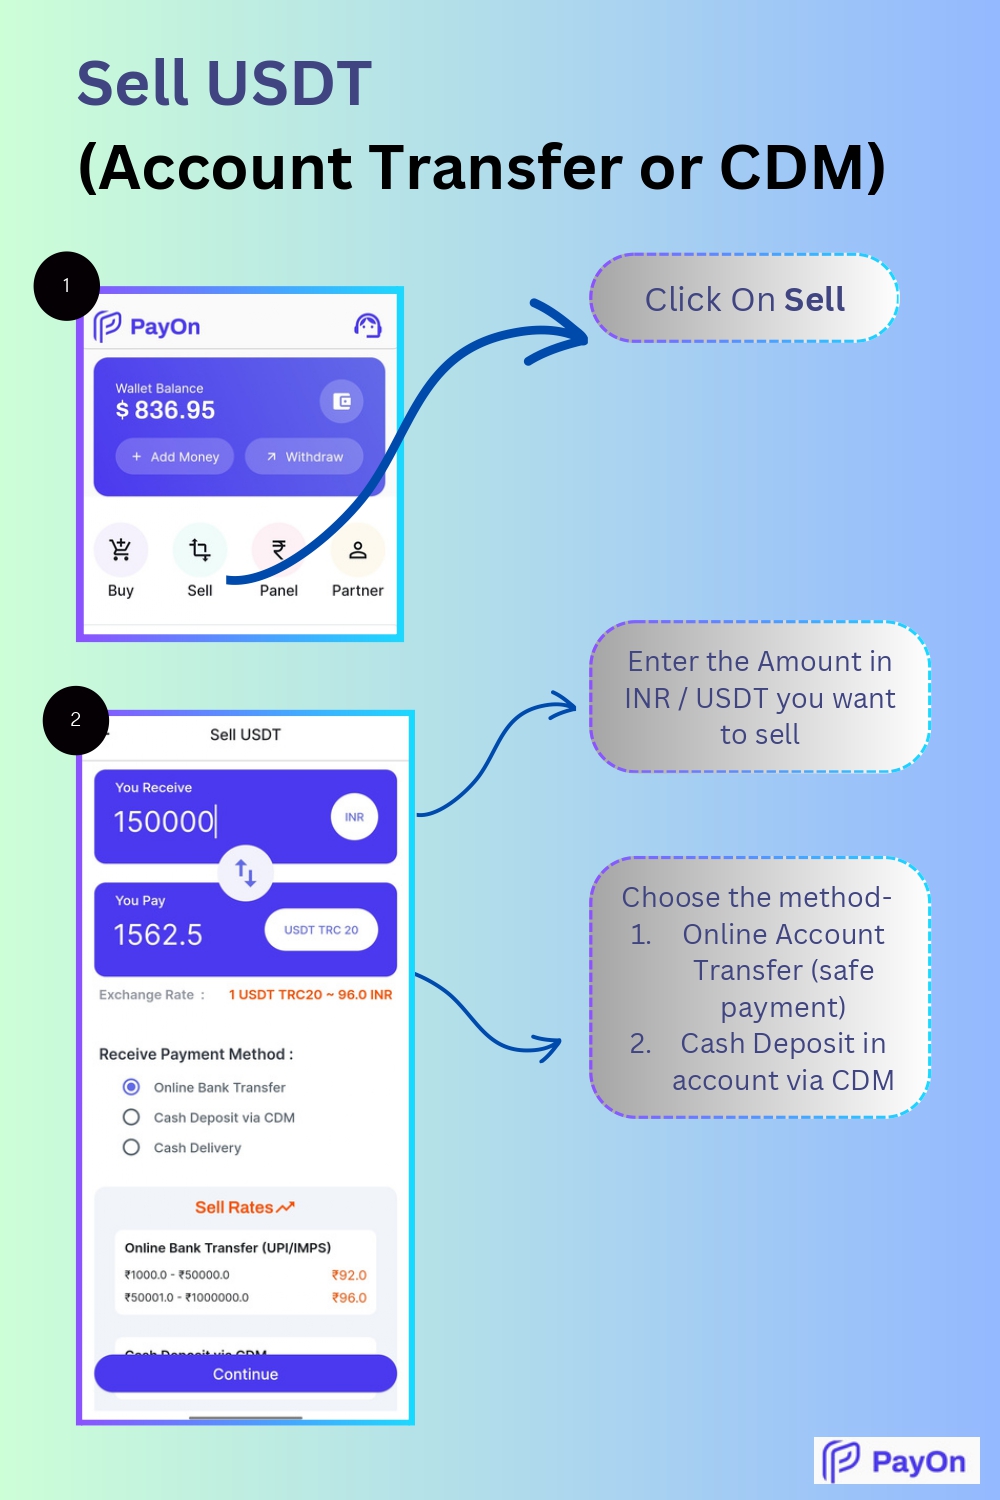 Sell USDT
(Account Transfer or CDM)
1
PayOn
Wallet Balance
$ 836.95
+ Add Money
Withdraw
Buy
Sell
Panel
Partner
Click On Sell
2
Sell USDT
You Receive
150000
INR
You Pay
1562.5
USDT TRC 20
Exchange Rate :
1 USDT TRC20 ~ 96.0 INR
Receive Payment Method :
Online Bank Transfer
Cash Deposit via CDM
Cash Delivery
Sell Rates
Online Bank Transfer (UPI/IMPS)
₹1000.0 - ₹50000.0 ₹92.0
₹50001.0 - ₹1000000.0 ₹96.0
Cash Deposit via CDM
Continue
Enter the Amount in
INR / USDT you want
to sell
Choose the method-
1. Online Account
Transfer (safe
payment)
2. Cash Deposit in
account via CDM
PayOn